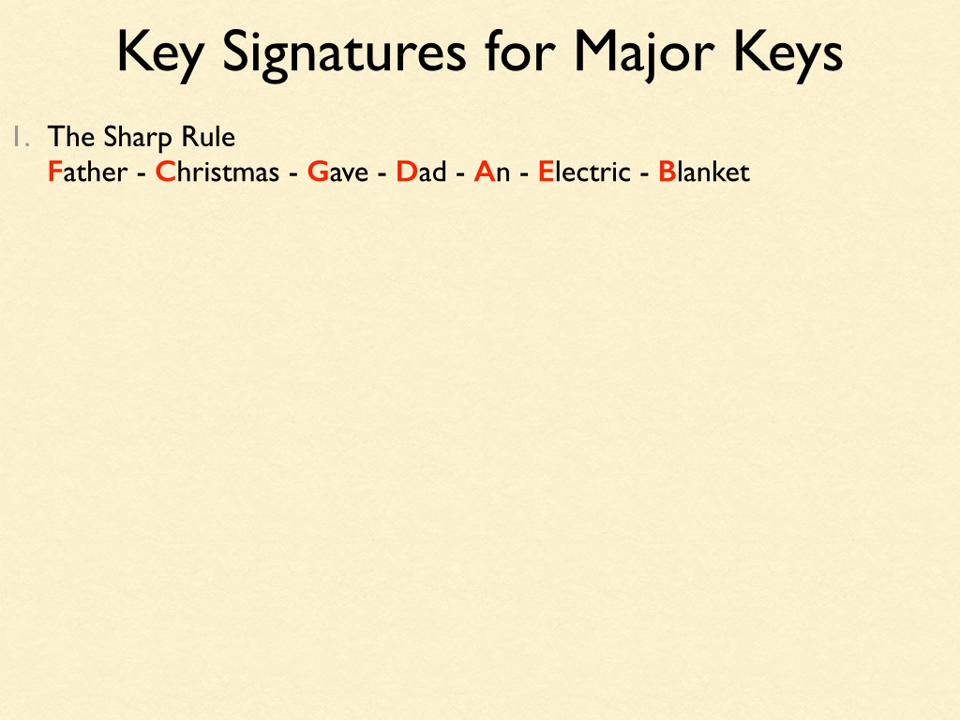 Key Signatures for Major Keys
1. The Sharp Rule
Father - Christmas - Gave - Dad - An - Electric - Blanket